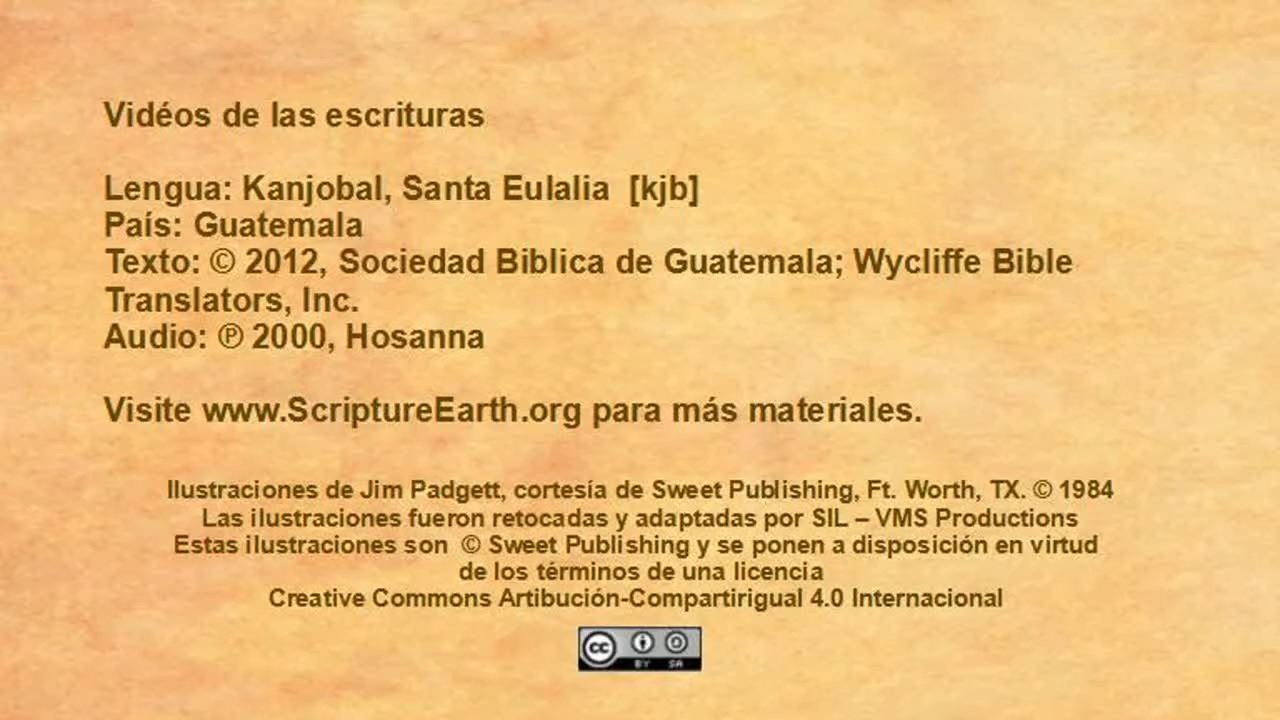 Vidéos de las escrituras
Lengua: Kanjobal, Santa Eulalia [kjb]
País: Guatemala
Texto: © 2012, Sociedad Biblica de Guatemala; Wycliffe Bible
Translators, Inc.
Audio: ℗ 2000, Hosanna
Visite www.ScriptureEarth.org para más materiales.
Ilustraciones de Jim Padgett, cortesía de Sweet Publishing, Ft. Worth, TX. © 1984
Las ilustraciones fueron retocadas y adaptadas por SIL – VMS Productions
Estas ilustraciones son © Sweet Publishing y se ponen a disposición en virtud
de los términos de una licencia
Creative Commons Artibución-Compartirigual 4.0 Internacional
cc BY SA